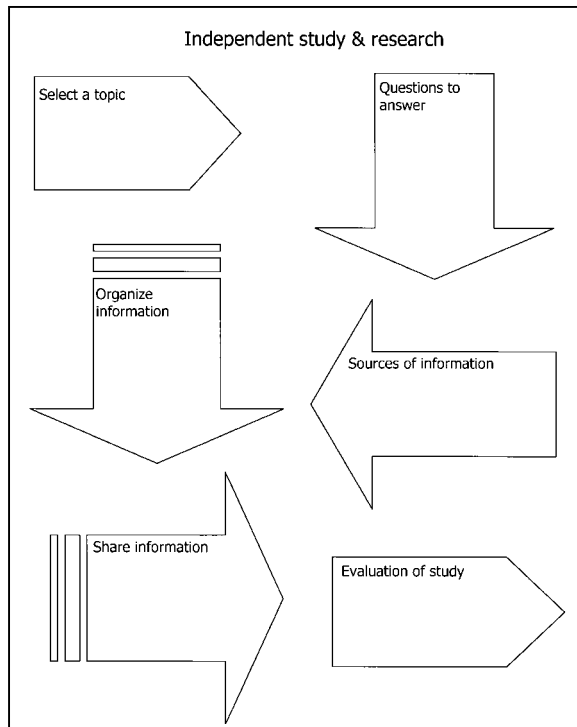 Independent study & research
Select a topic
Questions to
answer
Organize
information
Sources of information
Share information
Evaluation of study